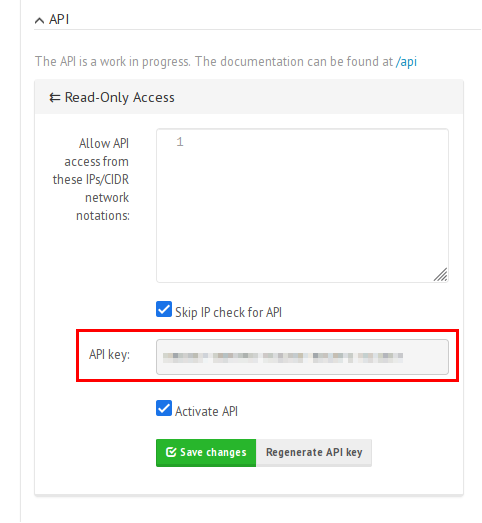 API
The API is a work in progress. The documentation can be found at /api
Read-Only Access
Allow API
access from
these IPs/CIDR
network
notations:
1
Skip IP check for API
API key:
Activate API
Save changes
Regenerate API key